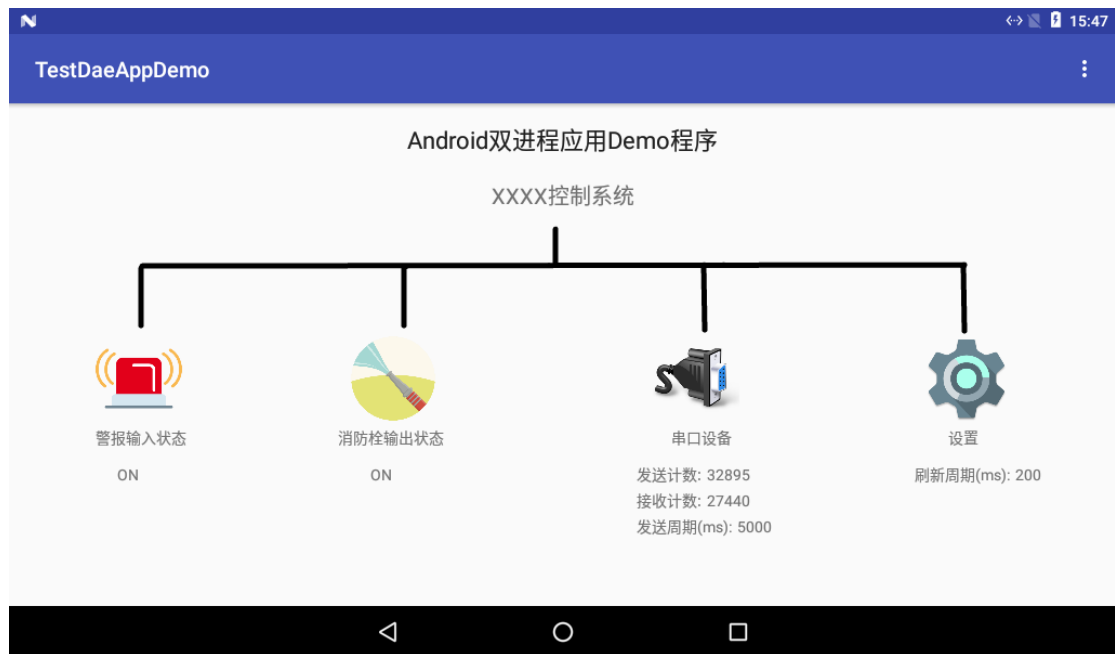 15:47
TestDaeAppDemo
Android双进程应用Demo程序
XXXX控制系统
警报输入状态
消防栓输出状态
串口设备
设置
ON
ON
发送计数: 32895
刷新周期(ms): 200
接收计数: 27440
发送周期(ms): 5000